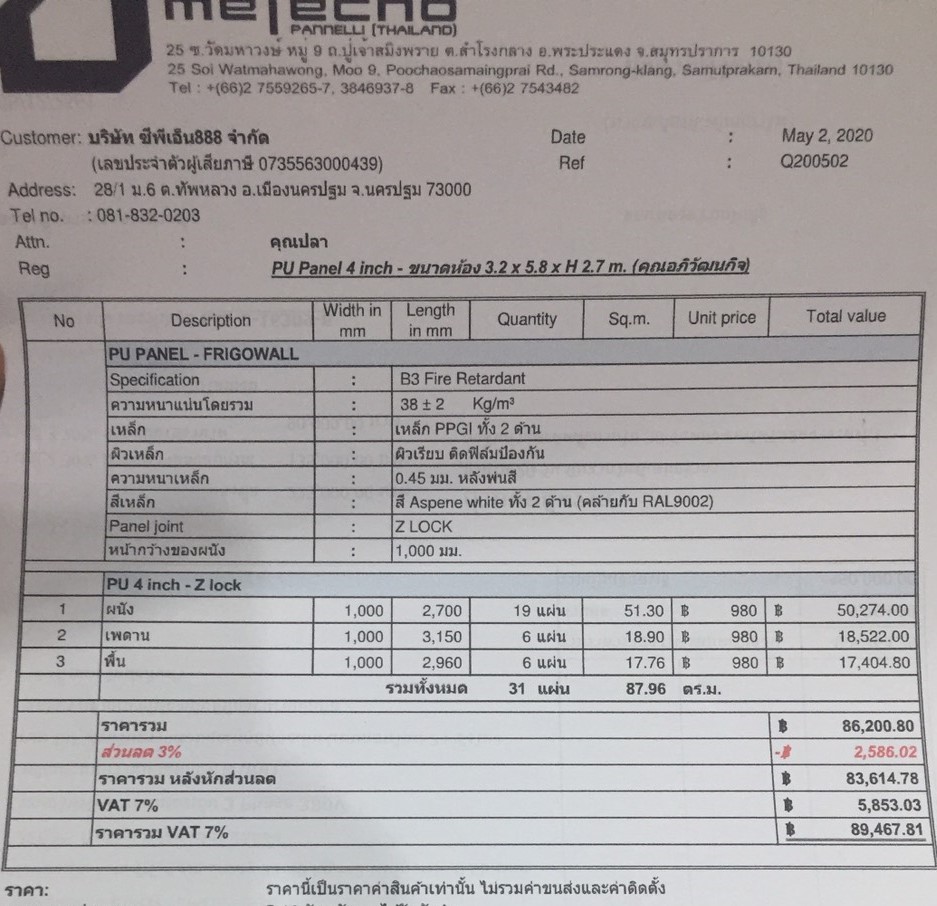 metecno
PANNELLI (THAILAND)
25 ซ.วัดมหาวงษ์ หมู่ 9 ถ.ปู่เจ้าสมิงพราย ต.สำโรงกลาง อ.พระประแดง จ.สมุทรปราการ 10130
25 Soi Watmahawong, Moo 9, Poochaosamaingprai Rd., Samrong-klang, Samutprakarn, Thailand 10130
Tel : +(66)2 7559265-7, 3846937-8 Fax : +(66)2 7543482
Customer: บริษัท ซีพีเอ็น888 จำกัด Date : May 2, 2020
(เลขประจำตัวผู้เสียภาษี 0735563000439) Ref : Q200502
Address: 28/1 ม.6 ต.ทัพหลวง อ.เมืองนครปฐม จ.นครปฐม 73000
Tel no. : 081-832-0203
Attn. : คุณปลา
Reg : PU Panel 4 inch - ขนาดห้อง 3.2 x 5.8 x H 2.7 m. (คุณอภิวัฒนกิจ)
No Description Width in mm Length in mm Quantity Sq.m. Unit price Total value
PU PANEL - FRIGOWALL
Specification : B3 Fire Retardant
ความหนาแน่นโดยรวม : 38 ± 2 Kg/m³
เหล็ก : เหล็ก PPGI ทั้ง 2 ด้าน
ผิวเหล็ก : ผิวเรียบ ติดฟิล์มป้องกัน
ความหนาเหล็ก : 0.45 มม. หลังพ่นสี
สีเหล็ก : สี Aspene white ทั้ง 2 ด้าน (คล้ายกับ RAL9002)
Panel joint : Z LOCK
หน้ากว้างของผนัง : 1,000 มม.
PU 4 inch - Z lock
1 ผนัง 1,000 2,700 19 แผ่น 51.30 ฿ 980 ฿ 50,274.00
2 เพดาน 1,000 3,150 6 แผ่น 18.90 ฿ 980 ฿ 18,522.00
3 พื้น 1,000 2,960 6 แผ่น 17.76 ฿ 980 ฿ 17,404.80
รวมทั้งหมด 31 แผ่น 87.96 ตร.ม.
ราคารวม ฿ 86,200.80
ส่วนลด 3% -฿ 2,586.02
ราคารวม หลังหักส่วนลด ฿ 83,614.78
VAT 7% ฿ 5,853.03
ราคารวม VAT 7% ฿ 89,467.81
ราคา: ราคานี้เป็นราคาค่าสินค้าเท่านั้น ไม่รวมค่าขนส่งและค่าติดตั้ง